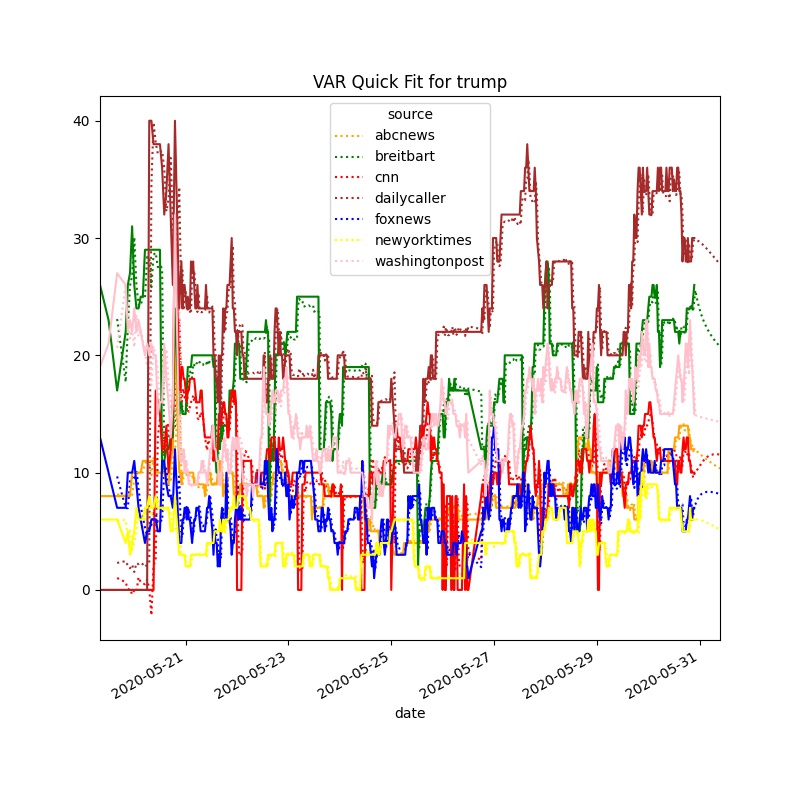 VAR Quick Fit for trump
source
abcnews
breitbart
cnn
dailycaller
foxnews
newyorktimes
washingtonpost
40
30
20
10
0
2020-05-21
2020-05-23
2020-05-25
2020-05-27
2020-05-29
2020-05-31
date